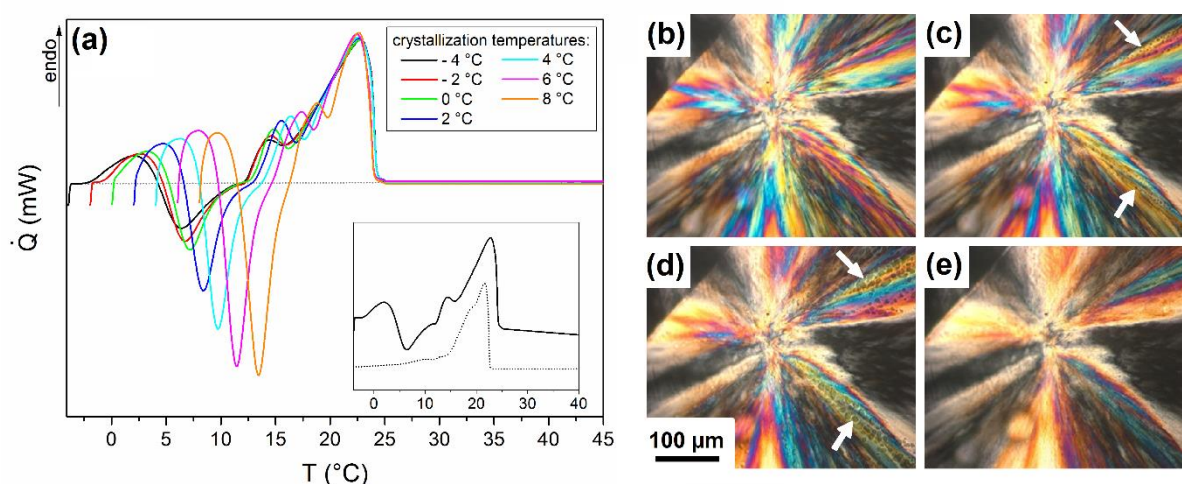 (a)
endo
Q̇ (mW)
crystallization temperatures:
- 4 °C
- 2 °C
0 °C
2 °C
4 °C
6 °C
8 °C
0 10 20 30 40
0 5 10 15 20 25 30 35 40 45
T (°C)
(b)
(c)
(d)
100 µm
(e)